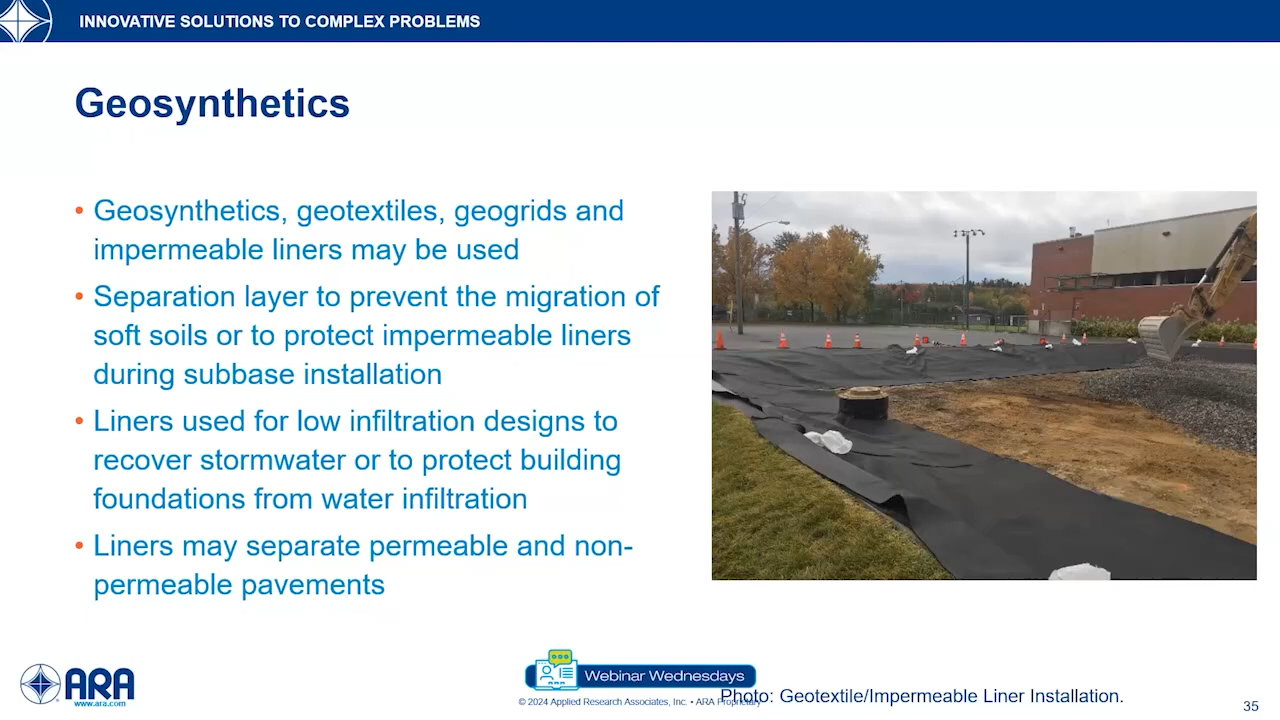 INNOVATIVE SOLUTIONS TO COMPLEX PROBLEMS
Geosynthetics
• Geosynthetics, geotextiles, geogrids and
impermeable liners may be used
• Separation layer to prevent the migration of
soft soils or to protect impermeable liners
during subbase installation
• Liners used for low infiltration designs to
recover stormwater or to protect building
foundations from water infiltration
• Liners may separate permeable and non-
permeable pavements
ARA
www.ara.com
Webinar Wednesdays
© 2024 Applied Research Associates, Inc. • ARA Proprietary
Photo: Geotextile/Impermeable Liner Installation.
35